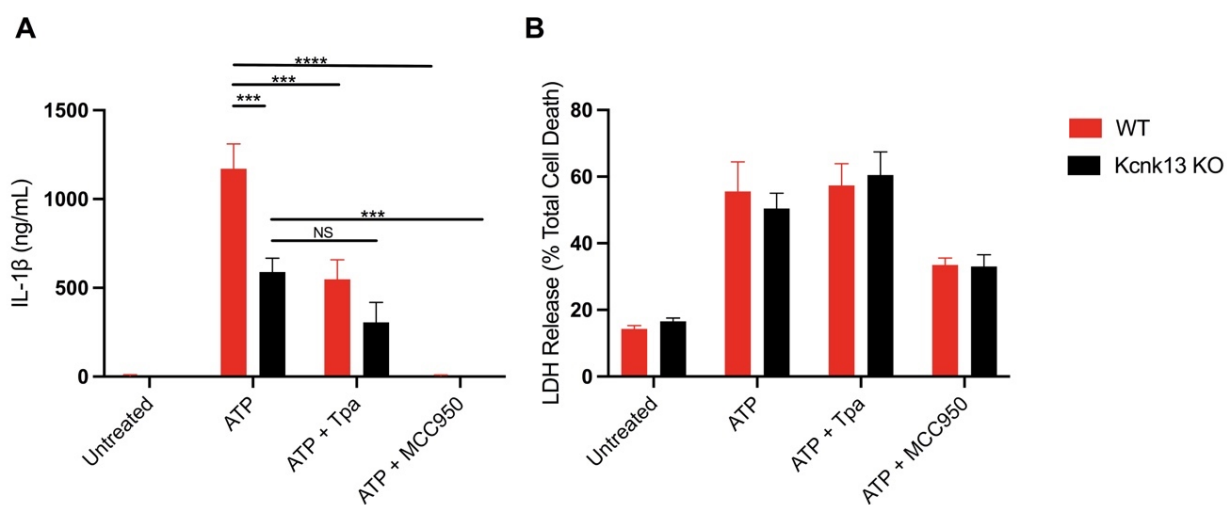 A
B
****
***
***
***
NS
IL-1β (ng/mL)
1500
1000
500
0
Untreated
ATP
ATP + Tpa
ATP + MCC950
LDH Release (% Total Cell Death)
80
60
40
20
0
Untreated
ATP
ATP + Tpa
ATP + MCC950
WT
Kcnk13 KO